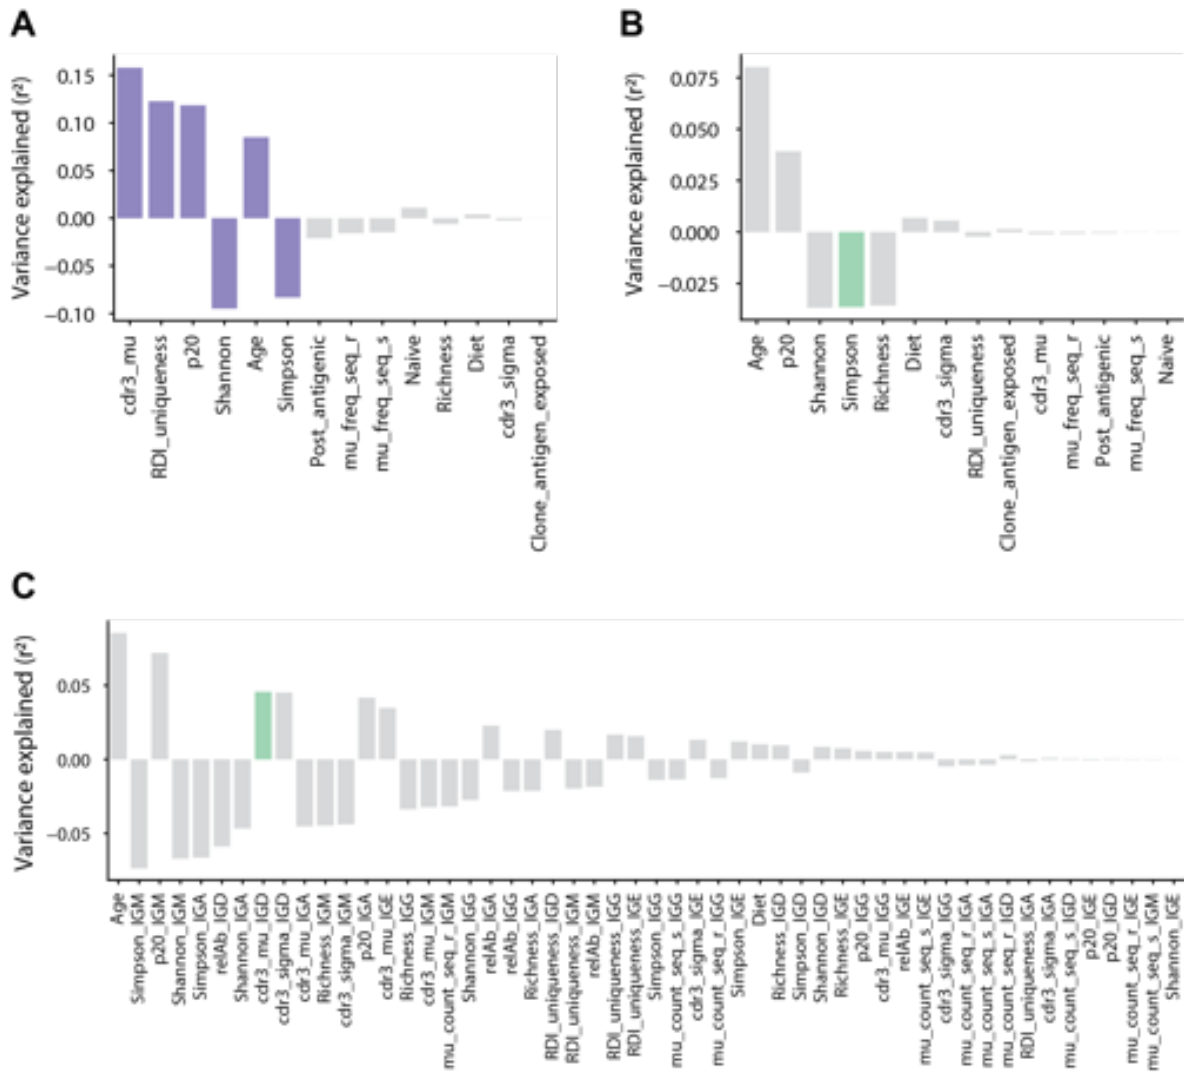 A
Variance explained (r²)
0.15
0.10
0.05
0.00
−0.05
−0.10
cdr3_mu
RDI_uniqueness
p20
Shannon
Age
Simpson
Post_antigenic
mu_freq_seq_r
mu_freq_seq_s
Naive
Richness
Diet
cdr3_sigma
Clone_antigen_exposed
B
Variance explained (r²)
0.075
0.050
0.025
0.000
−0.025
Age
p20
Shannon
Simpson
Richness
Diet
cdr3_sigma
RDI_uniqueness
Clone_antigen_exposed
cdr3_mu
mu_freq_seq_r
Post_antigenic
mu_freq_seq_s
Naive
C
Variance explained (r²)
0.05
0.00
−0.05
Age
Simpson_IGM
p20_IGM
Shannon_IGM
Simpson_IGA
relAb_IGD
Shannon_IGA
cdr3_mu_IGD
cdr3_sigma_IGD
cdr3_mu_IGA
Richness_IGM
cdr3_sigma_IGM
p20_IGA
cdr3_mu_IGE
Richness_IGG
cdr3_mu_IGM
mu_count_seq_r_IGM
Shannon_IGG
relAb_IGA
relAb_IGG
Richness_IGA
RDI_uniqueness_IGD
RDI_uniqueness_IGM
relAb_IGM
RDI_uniqueness_IGG
RDI_uniqueness_IGE
Simpson_IGG
mu_count_seq_s_IGG
cdr3_sigma_IGE
mu_count_seq_r_IGG
Simpson_IGE
Diet
Richness_IGD
Simpson_IGD
Shannon_IGD
Richness_IGE
p20_IGG
cdr3_mu_IGG
relAb_IGE
mu_count_seq_s_IGE
cdr3_sigma_IGG
mu_count_seq_r_IGA
mu_count_seq_s_IGA
mu_count_seq_r_IGD
RDI_uniqueness_IGA
cdr3_sigma_IGA
mu_count_seq_s_IGD
p20_IGE
p20_IGD
mu_count_seq_r_IGE
mu_count_seq_s_IGM
Shannon_IGE